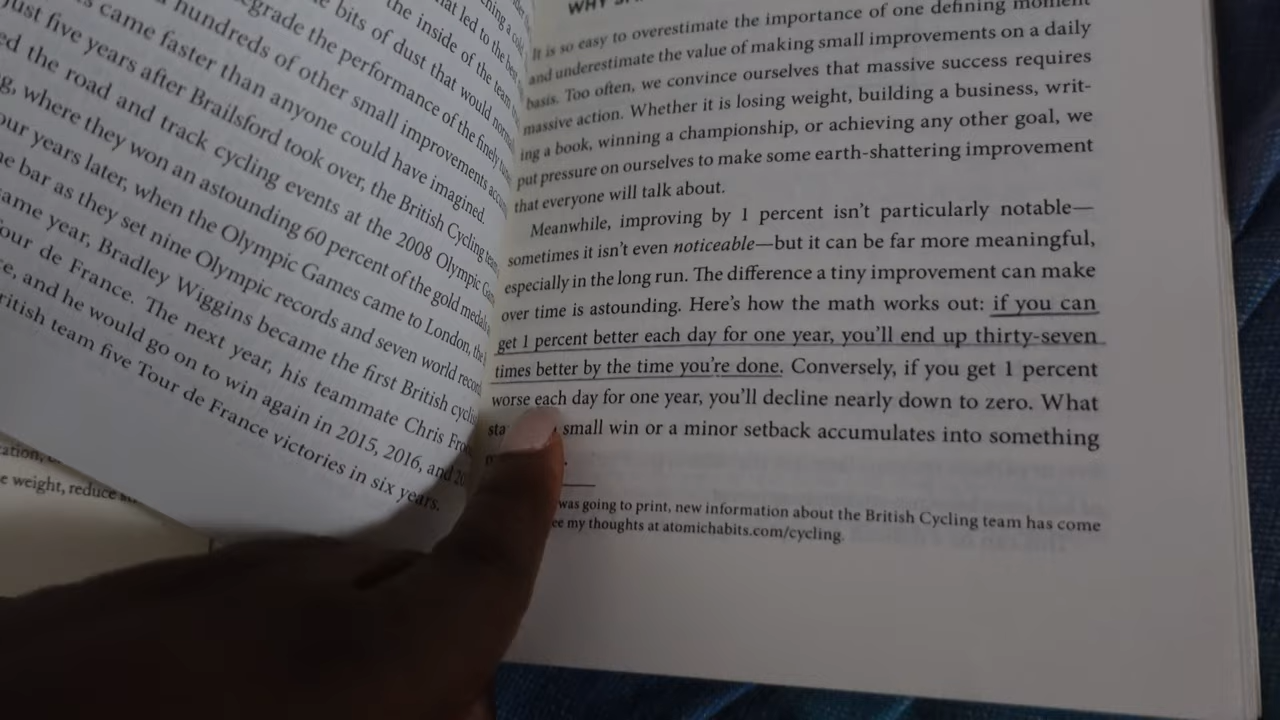 ching a cold
hat led to the best
the inside of the team
e bits of dust that would
egrade the performance of the finely
hundreds of other small improvements
s came faster than anyone could have imagined.
ust five years after Brailsford took over, the British Cycling
ed the road and track cycling events at the 2008 Olympic
g, where they won an astounding 60 percent of the gold medals
our years later, when the Olympic Games came to London, the
e bar as they set nine Olympic records and seven world
ame year, Bradley Wiggins became the first British
our de France. The next year, his teammate Chris
e, and he would go on to win again in 2015, 2016, and
ritish team five Tour de France victories in six years.
ation,
e weight, reduce
WHY
It is so easy to overestimate the importance of one defining moment
and underestimate the value of making small improvements on a daily
basis. Too often, we convince ourselves that massive success requires
massive action. Whether it is losing weight, building a business, writ-
ing a book, winning a championship, or achieving any other goal, we
put pressure on ourselves to make some earth-shattering improvement
that everyone will talk about.
Meanwhile, improving by 1 percent isn’t particularly notable—
sometimes it isn’t even noticeable—but it can be far more meaningful,
especially in the long run. The difference a tiny improvement can make
over time is astounding. Here’s how the math works out: if you can
get 1 percent better each day for one year, you’ll end up thirty-seven
times better by the time you’re done. Conversely, if you get 1 percent
worse each day for one year, you’ll decline nearly down to zero. What
sta small win or a minor setback accumulates into something
was going to print, new information about the British Cycling team has come
ee my thoughts at atomichabits.com/cycling.